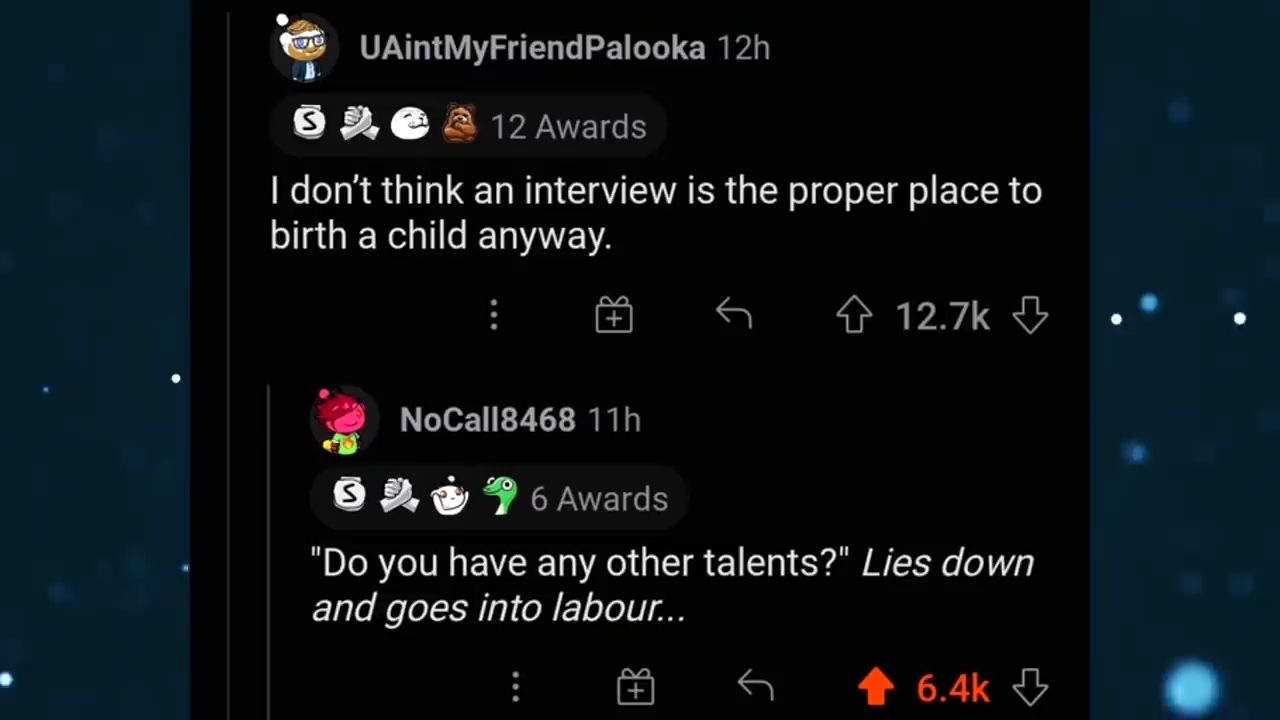 UAintMyFriendPalooka 12h
12 Awards
I don’t think an interview is the proper place to
birth a child anyway.
12.7k
NoCall8468 11h
6 Awards
"Do you have any other talents?" Lies down
and goes into labour...
6.4k